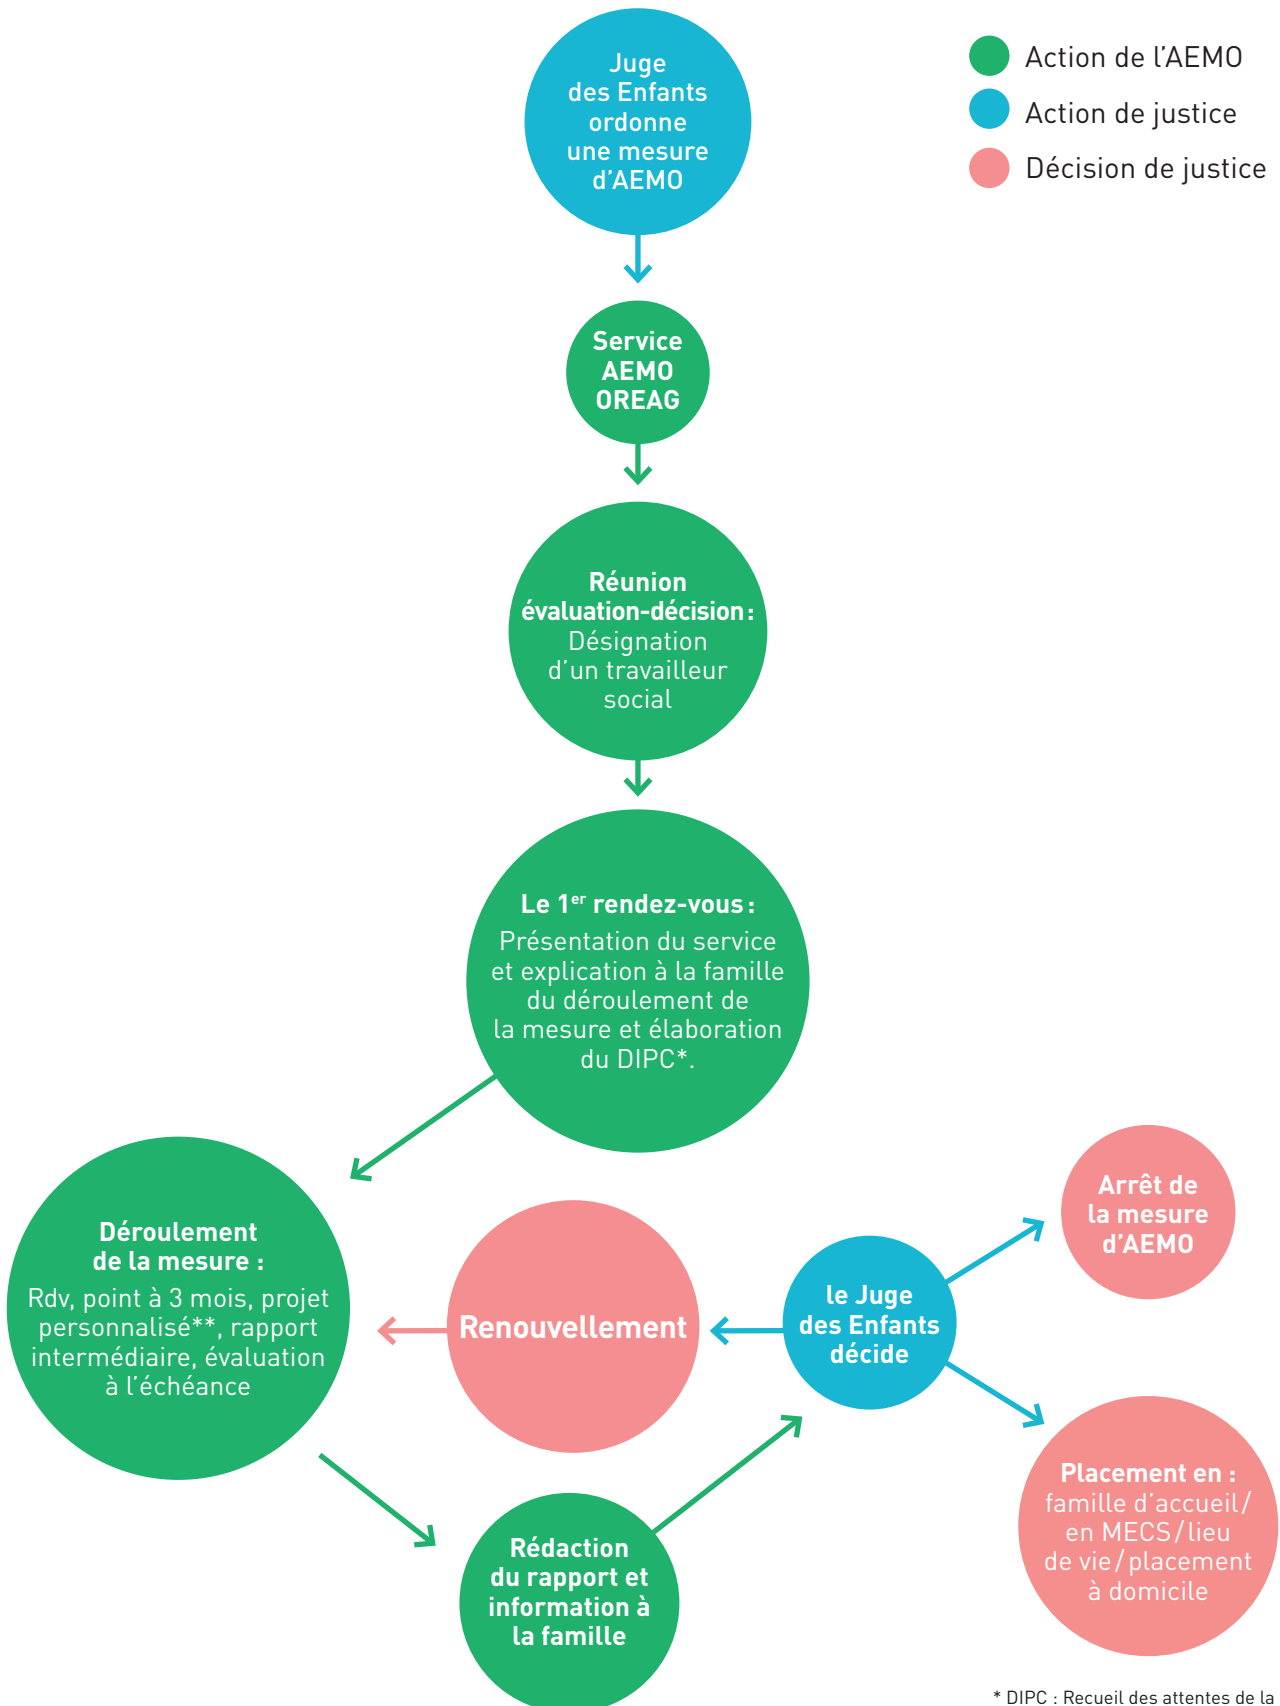 Juge
des Enfants
ordonne
une mesure
d'AEMO
Action de l'AEMO
Action de justice
Décision de justice
Service
AEMO
OREAG
Réunion
évaluation-décision :
Désignation
d'un travailleur
social
Le 1er rendez-vous :
Présentation du service
et explication à la famille
du déroulement de
la mesure et élaboration
du DIPC*.
Déroulement
de la mesure :
Rdv, point à 3 mois, projet
personnalisé**, rapport
intermédiaire, évaluation
à l'échéance
Renouvellement
le Juge
des Enfants
décide
Arrêt de
la mesure
d'AEMO
Placement en :
famille d'accueil /
en MECS / lieu
de vie / placement
à domicile
Rédaction
du rapport et
information à
la famille
* DIPC : Recueil des attentes de la